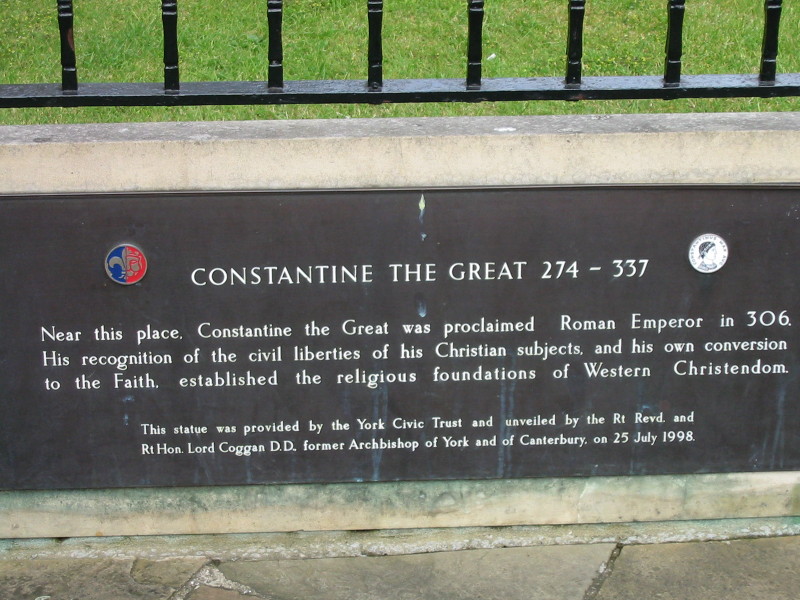 CONSTANTINE THE GREAT 274 – 337
Near this place, Constantine the Great was proclaimed Roman Emperor in 306.
His recognition of the civil liberties of his Christian subjects, and his own conversion
to the Faith, established the religious foundations of Western Christendom.
This statue was provided by the York Civic Trust and unveiled by the Rt Revd. and
Rt Hon. Lord Coggan D.D., former Archbishop of York and of Canterbury, on 25 July 1998.